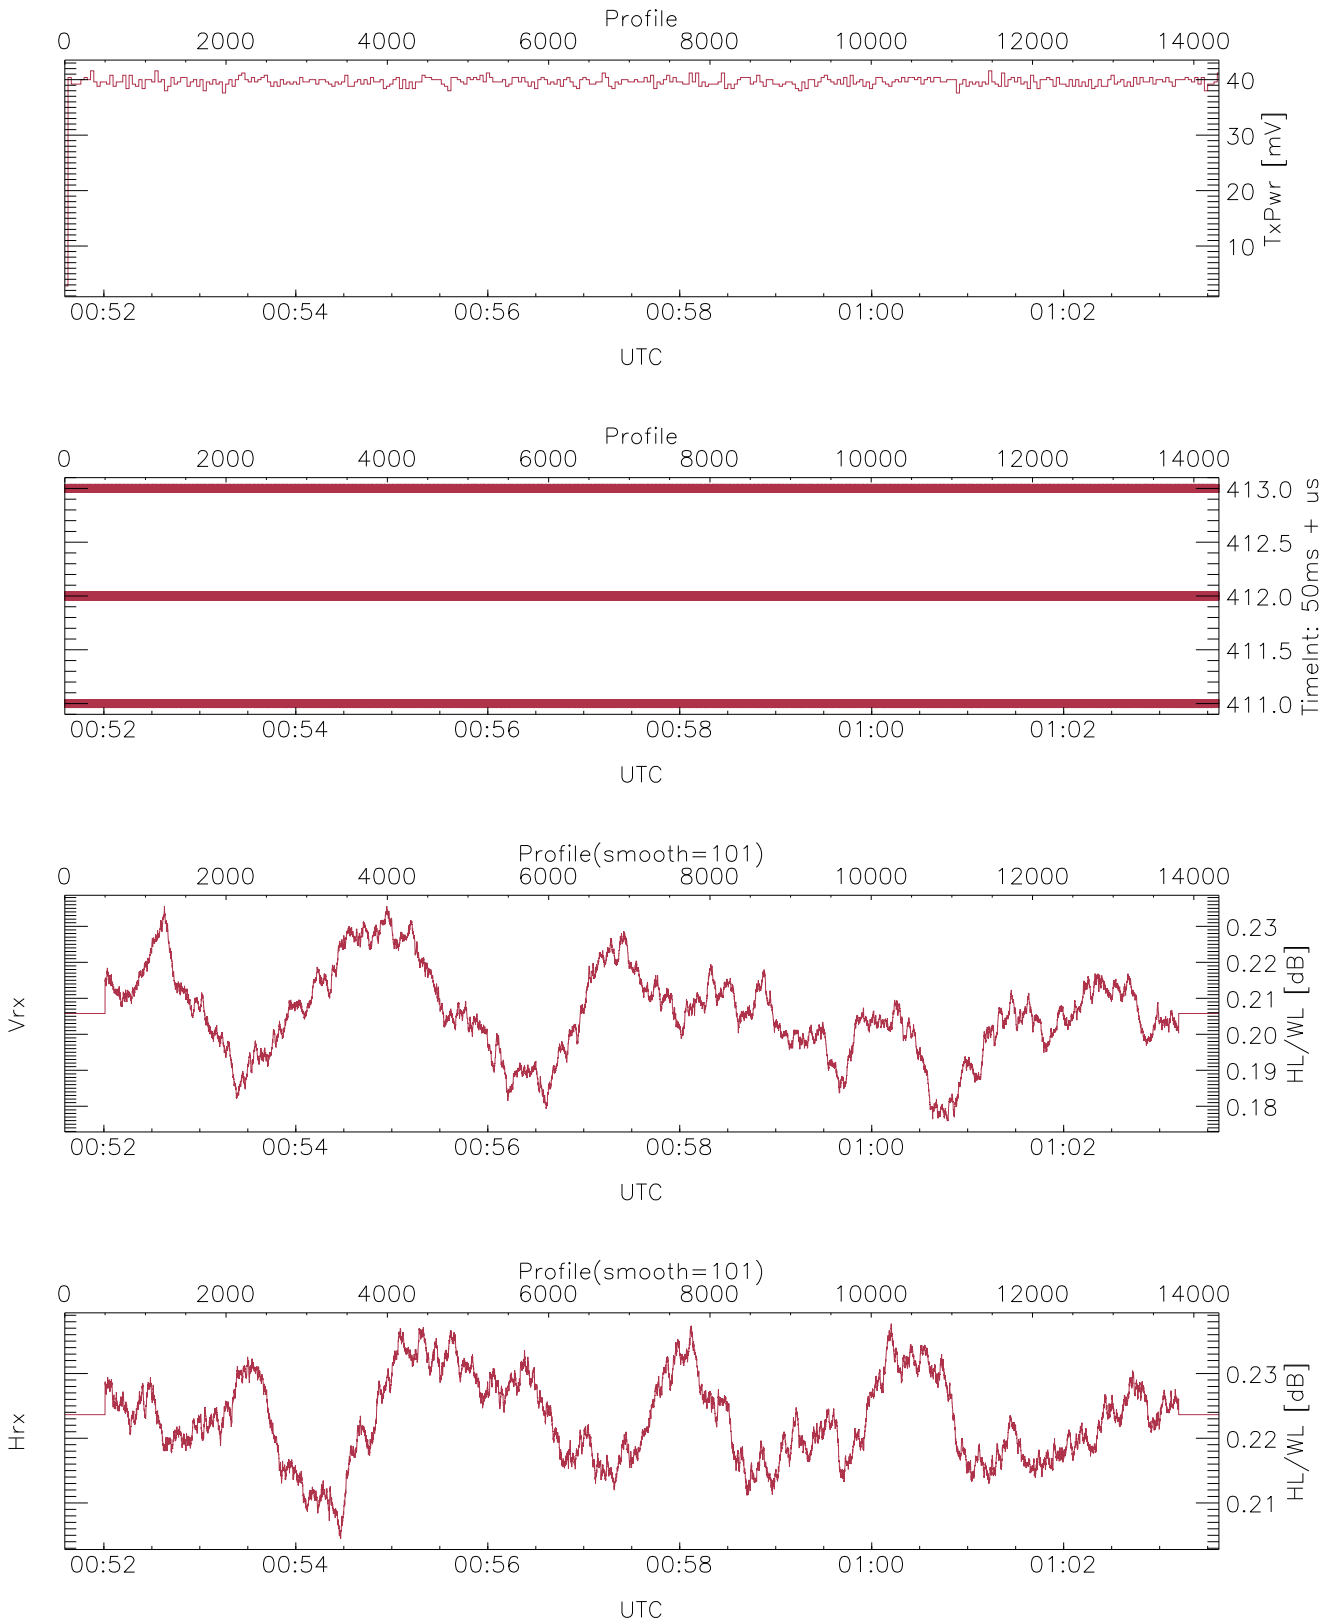 Profile
0 2000 4000 6000 8000 10000 12000 14000
40
30
20
10
TxPwr [mV]
00:52 00:54 00:56 00:58 01:00 01:02
UTC
Profile
0 2000 4000 6000 8000 10000 12000 14000
413.0
412.5
412.0
411.5
411.0
TimeInt: 50ms + us
00:52 00:54 00:56 00:58 01:00 01:02
UTC
Profile(smooth=101)
0 2000 4000 6000 8000 10000 12000 14000
Vrx
0.23
0.22
0.21
0.20
0.19
0.18
HL/WL [dB]
00:52 00:54 00:56 00:58 01:00 01:02
UTC
Profile(smooth=101)
0 2000 4000 6000 8000 10000 12000 14000
Hrx
0.23
0.22
0.21
HL/WL [dB]
00:52 00:54 00:56 00:58 01:00 01:02
UTC